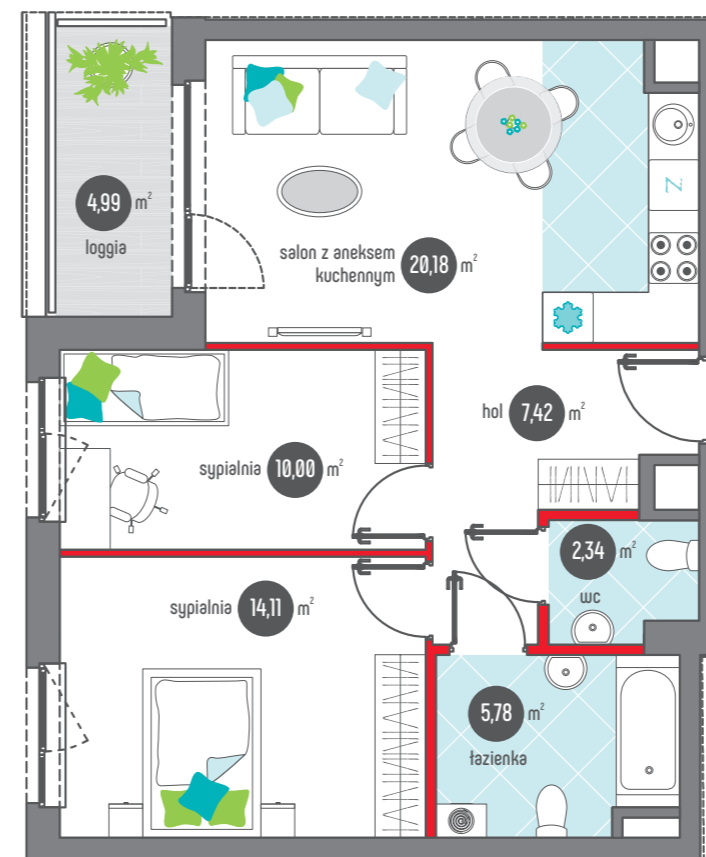 4,99 m²
loggia
salon z aneksem
kuchennym 20,18 m²
Z
hol 7,42 m²
sypialnia 10,00 m²
2,34 m²
wc
sypialnia 14,11 m²
5,78 m²
łazienka